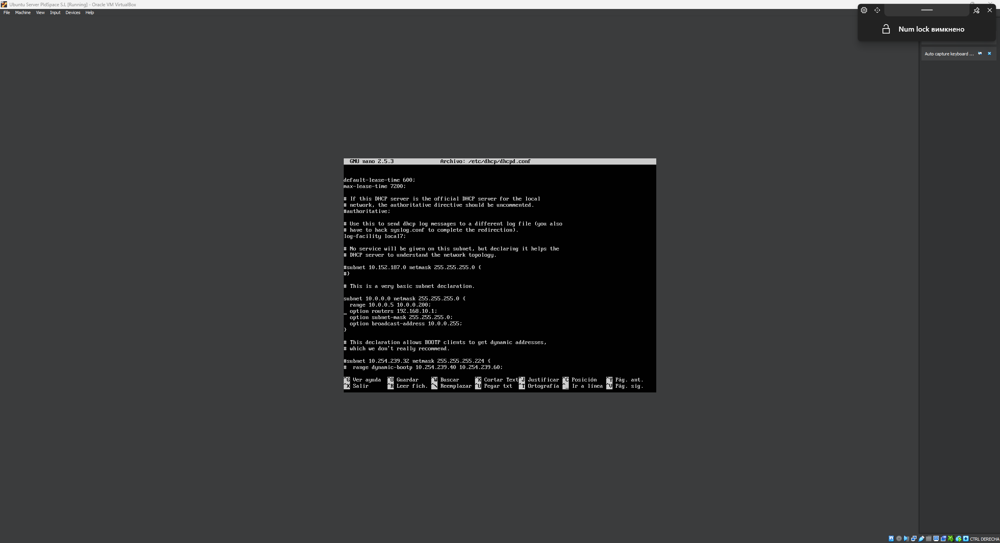 Ubuntu Server PldSpace S.L [Running] - Oracle VM VirtualBox
File Machine View Input Devices Help
Num lock вимкнено
Auto capture keyboard ...
GNU nano 2.5.3 Archivo: /etc/dhcp/dhcpd.conf
default-lease-time 600;
max-lease-time 7200;
# If this DHCP server is the official DHCP server for the local
# network, the authoritative directive should be uncommented.
#authoritative;
# Use this to send dhcp log messages to a different log file (you also
# have to hack syslog.conf to complete the redirection).
log-facility local7;
# No service will be given on this subnet, but declaring it helps the
# DHCP server to understand the network topology.
#subnet 10.152.187.0 netmask 255.255.255.0 {
#}
# This is a very basic subnet declaration.
subnet 10.0.0.0 netmask 255.255.255.0 {
  range 10.0.0.5 10.0.0.200;
_ option routers 192.168.10.1;
  option subnet-mask 255.255.255.0;
  option broadcast-address 10.0.0.255;
}
# This declaration allows BOOTP clients to get dynamic addresses,
# which we don't really recommend.
#subnet 10.254.239.32 netmask 255.255.255.224 {
#  range dynamic-bootp 10.254.239.40 10.254.239.60;
^G Ver ayuda ^O Guardar ^W Buscar ^K Cortar Text ^J Justificar ^C Posición ^Y Pág. ant.
^X Salir ^R Leer fich. ^\ Reemplazar ^U Pegar txt ^T Ortografía ^_ Ir a línea ^V Pág. sig.
CTRL DERECHA